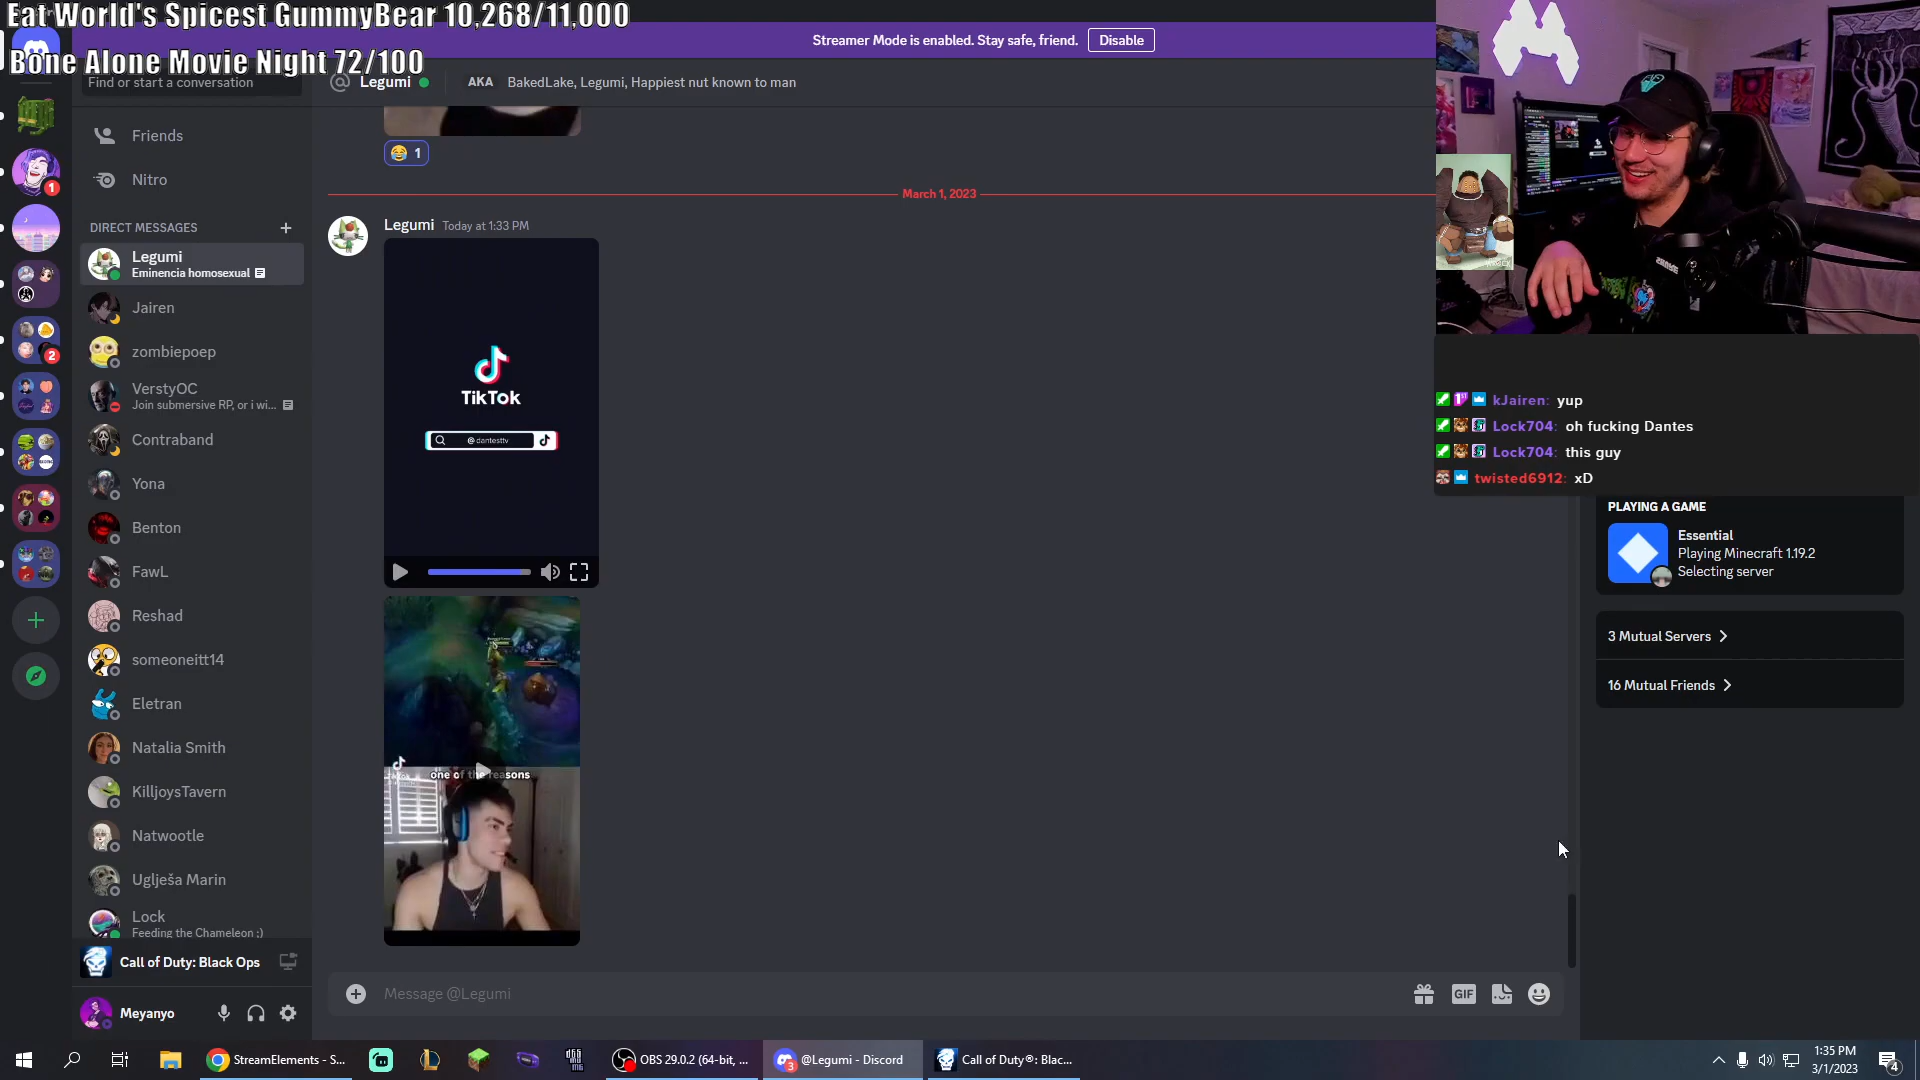 Eat World's Spicest GummyBear 10,268/11,000
Bone Alone Movie Night 72/100
Streamer Mode is enabled. Stay safe, friend.
Disable
Find or start a conversation
Legumi
AKA
BakedLake, Legumi, Happiest nut known to man
Friends
Nitro
DIRECT MESSAGES
Legumi
Eminencia homosexual
Jairen
zombiepoep
VerstyOC
Join submersive RP, or i wi...
Contraband
Yona
Benton
FawL
Reshad
someoneitt14
Eletran
Natalia Smith
KilljoysTavern
Natwootle
Uglješa Marin
Lock
Feeding the Chameleon ;)
Call of Duty: Black Ops
Meyanyo
1
2
1
March 1, 2023
Legumi
Today at 1:33 PM
TikTok
@dantesttv
one of the reasons
Message @Legumi
GIF
kJairen: yup
Lock704: oh fucking Dantes
Lock704: this guy
twisted6912: xD
PLAYING A GAME
Essential
Playing Minecraft 1.19.2
Selecting server
3 Mutual Servers
16 Mutual Friends
StreamElements - S...
OBS 29.0.2 (64-bit, ...
3
@Legumi - Discord
Call of Duty®: Blac...
1:35 PM
3/1/2023
4